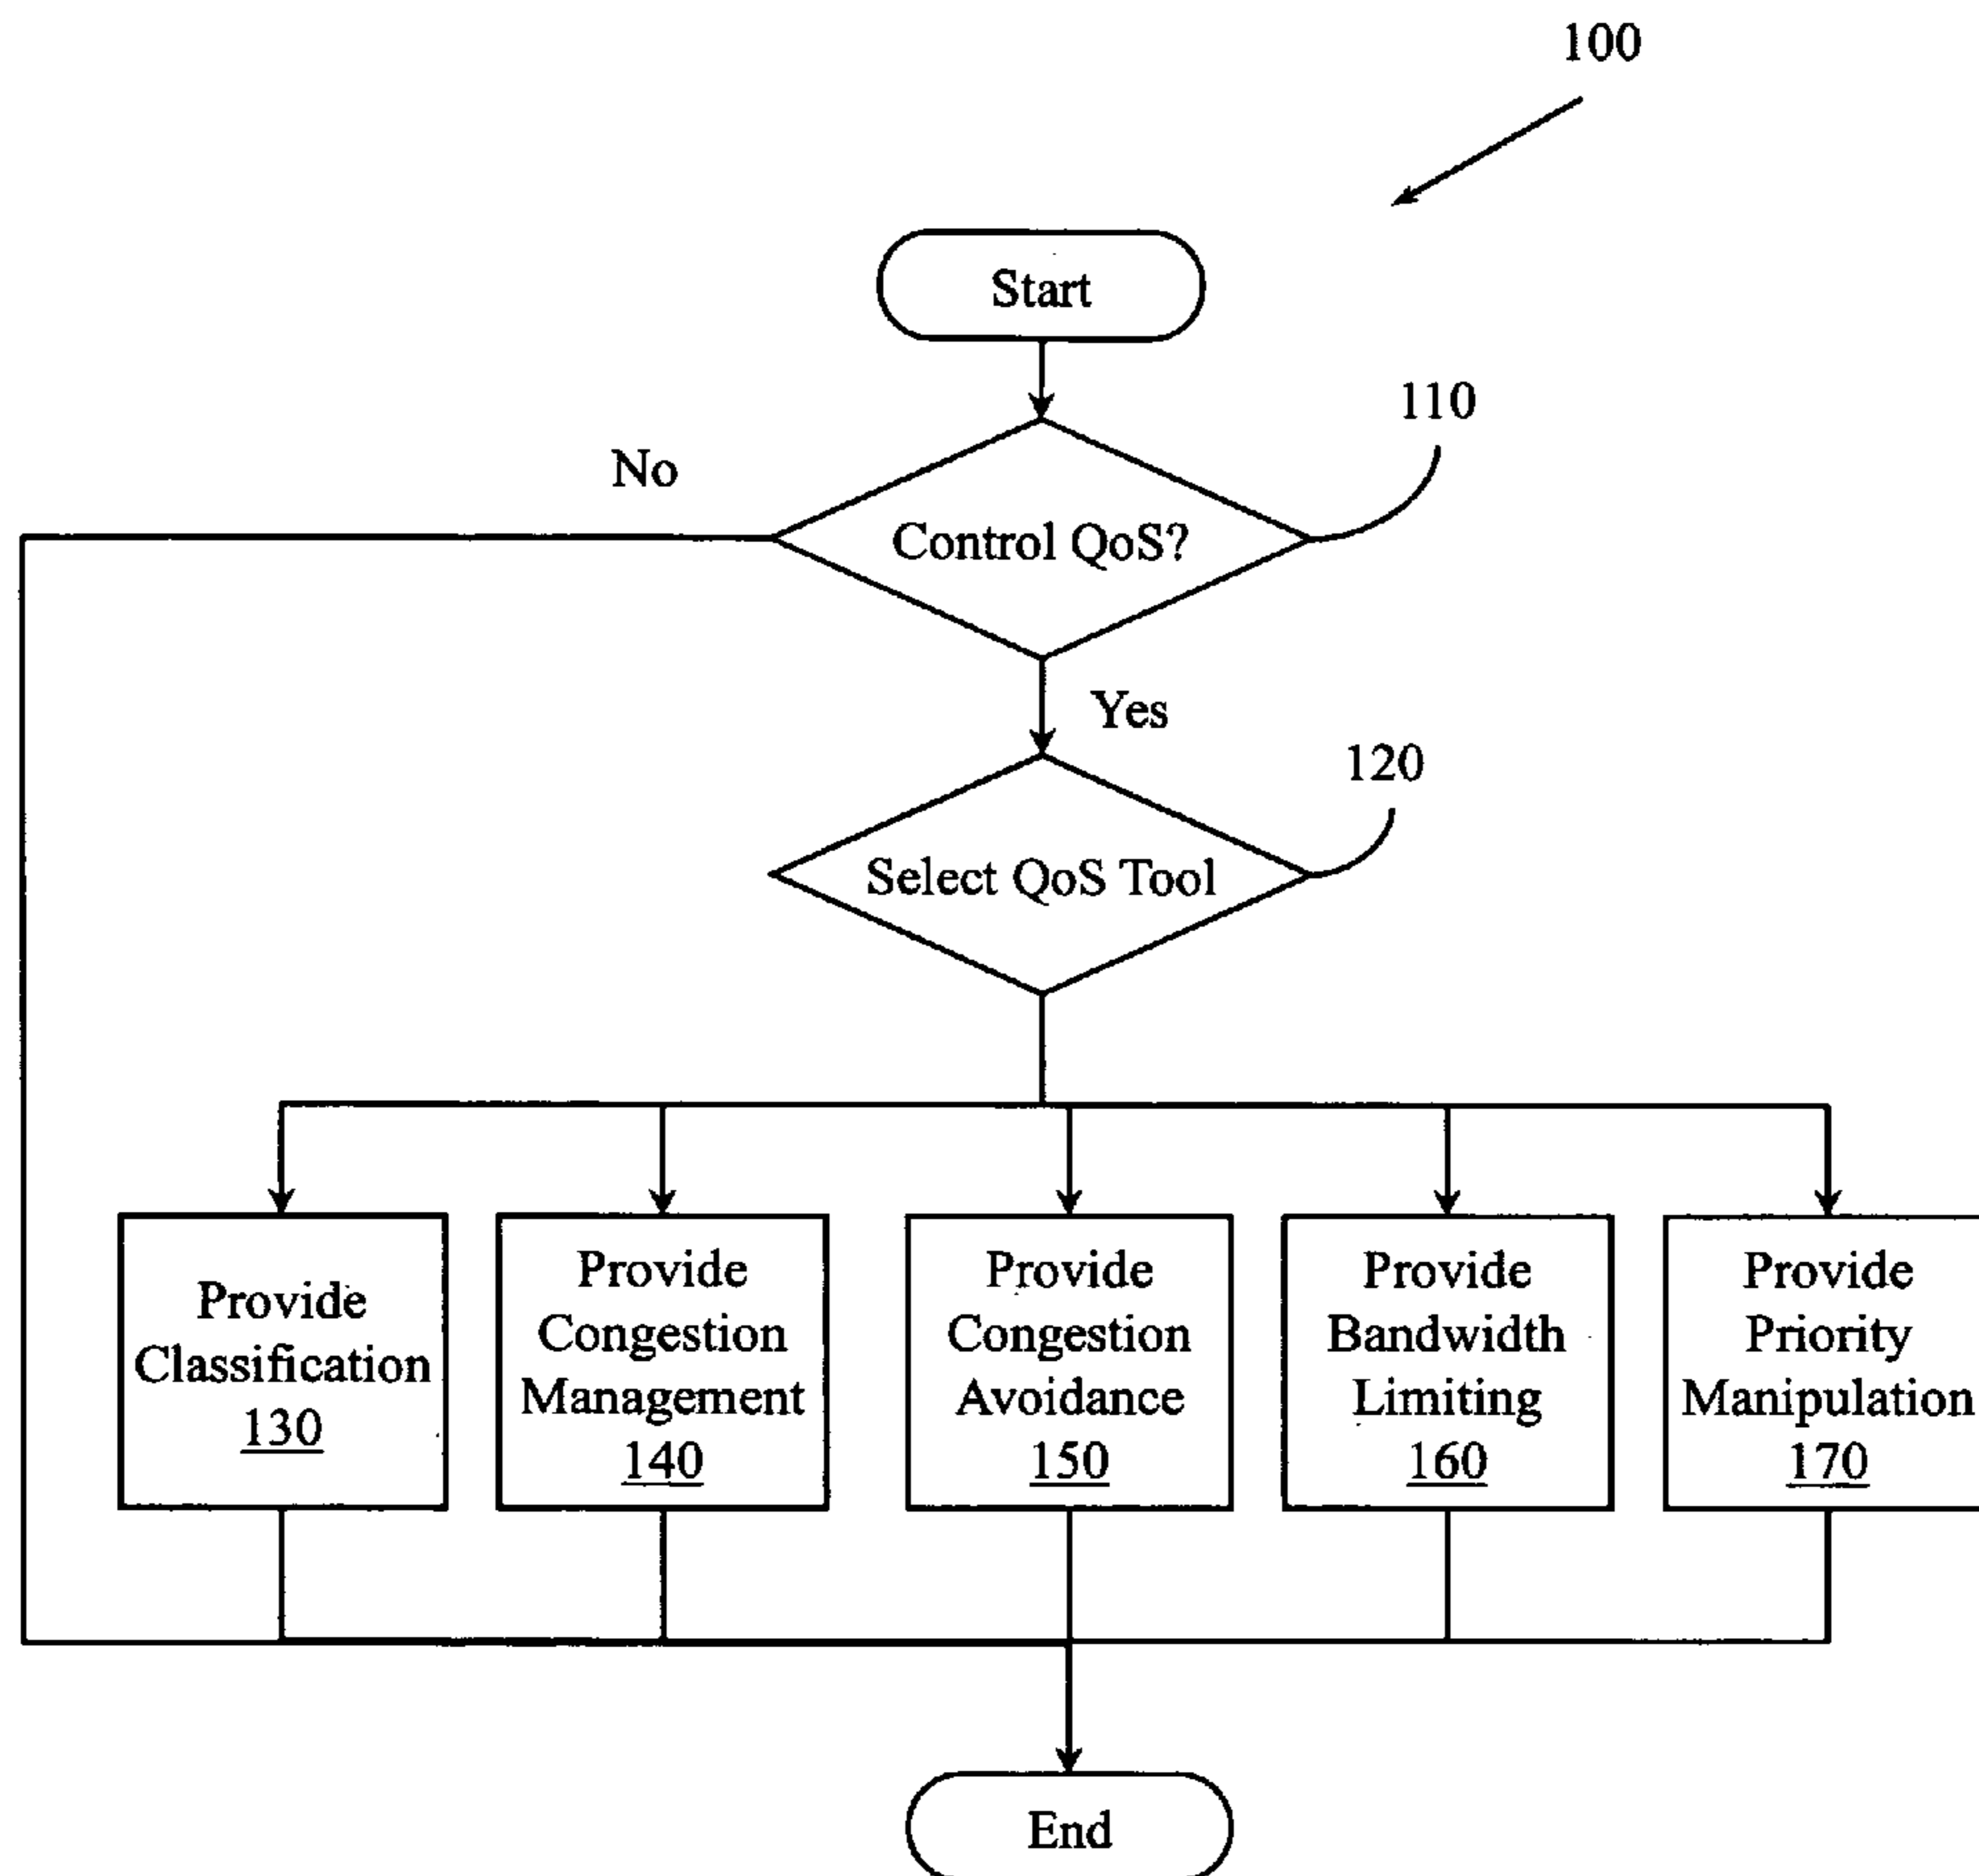 100
Start
110
No
Control QoS?
Yes
120
Select QoS Tool
Provide
Classification
130
Provide
Congestion
Management
140
Provide
Congestion
Avoidance
150
Provide
Bandwidth
Limiting
160
Provide
Priority
Manipulation
170
End